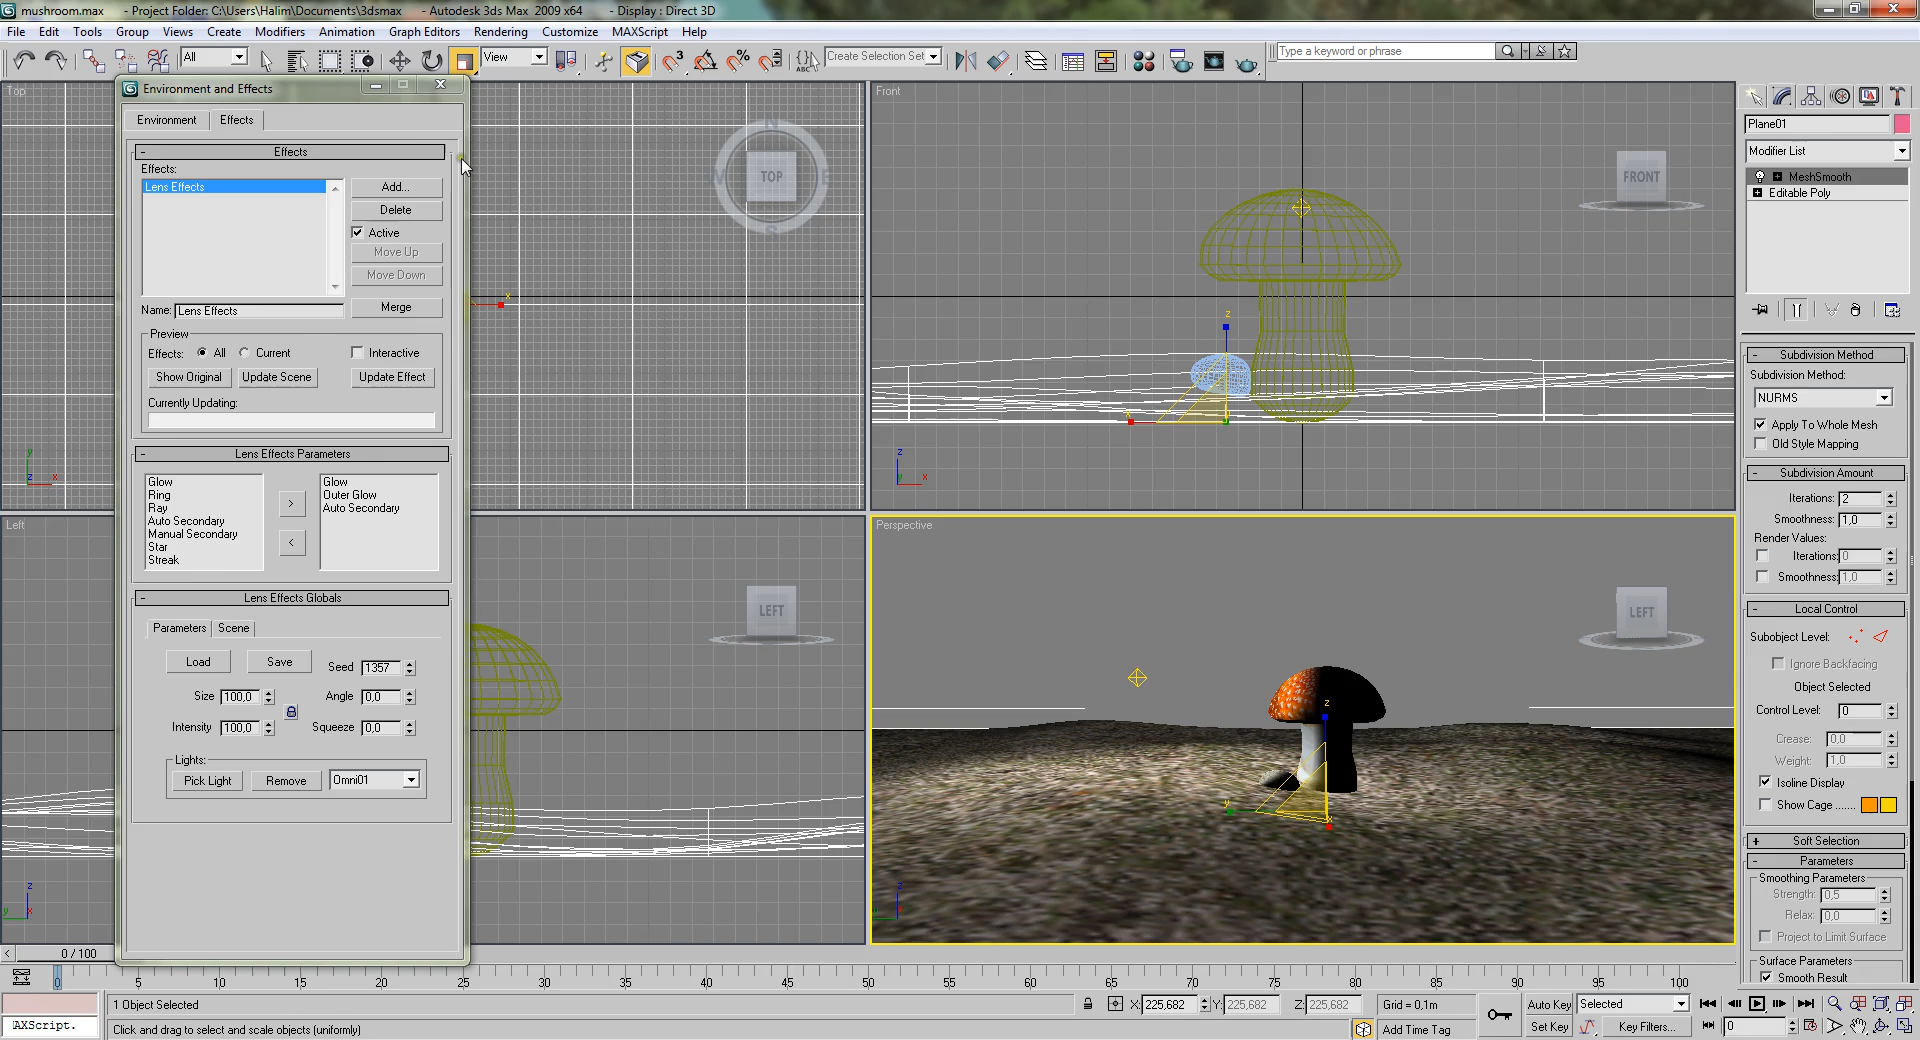 mushroom.max - Project Folder: C:\Users\Halim\Documents\3dsmax - Autodesk 3ds Max 2009 x64 - Display : Direct 3D
File Edit Tools Group Views Create Modifiers Animation Graph Editors Rendering Customize MAXScript Help
All View Create Selection Set Type a keyword or phrase
Environment and Effects
Environment Effects
Effects
Effects:
Lens Effects
Add...
Delete
Active
Move Up
Move Down
Name: Lens Effects Merge
Preview
Effects: All Current Interactive
Show Original Update Scene Update Effect
Currently Updating:
Lens Effects Parameters
Glow
Ring
Ray
Auto Secondary
Manual Secondary
Star
Streak
>
<
Glow
Outer Glow
Auto Secondary
Lens Effects Globals
Parameters Scene
Load Save Seed 1357
Size 100,0 Angle 0,0
Intensity 100,0 Squeeze 0,0
Lights:
Pick Light Remove Omni01
Top
TOP
x
y
z x
Left
LEFT
z
y x
Front
FRONT
z
x
z
y x
Perspective
LEFT
z
y
x
z
Plane01
Modifier List
MeshSmooth
Editable Poly
Subdivision Method
Subdivision Method:
NURMS
Apply To Whole Mesh
Old Style Mapping
Subdivision Amount
Iterations: 2
Smoothness: 1,0
Render Values:
Iterations: 0
Smoothness: 1,0
Local Control
Subobject Level:
Ignore Backfacing
Object Selected
Control Level: 0
Crease: 0,0
Weight: 1,0
Isoline Display
Show Cage ......
Soft Selection
Parameters
Smoothing Parameters
Strength: 0,5
Relax: 0,0
Project to Limit Surface
Surface Parameters
Smooth Result
< 0 / 100
0 5 10 15 20 25 30 35 40 45 50 55 60 65 70 75 80 85 90 95 100
1 Object Selected X: 225,682 Y: 225,682 Z: 225,682 Grid = 0,1m Auto Key Selected
AXScript. Click and drag to select and scale objects (uniformly) Add Time Tag Set Key Key Filters... 0